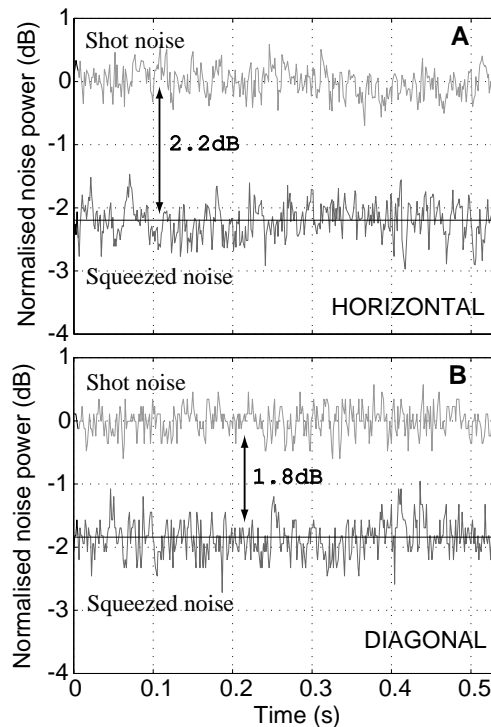 Normalised noise power (dB)
1
0
-1
-2
-3
-4
Shot noise
A
2.2dB
Squeezed noise
HORIZONTAL
Normalised noise power (dB)
1
0
-1
-2
-3
-4
Shot noise
B
1.8dB
Squeezed noise
DIAGONAL
0 0.1 0.2 0.3 0.4 0.5
Time (s)